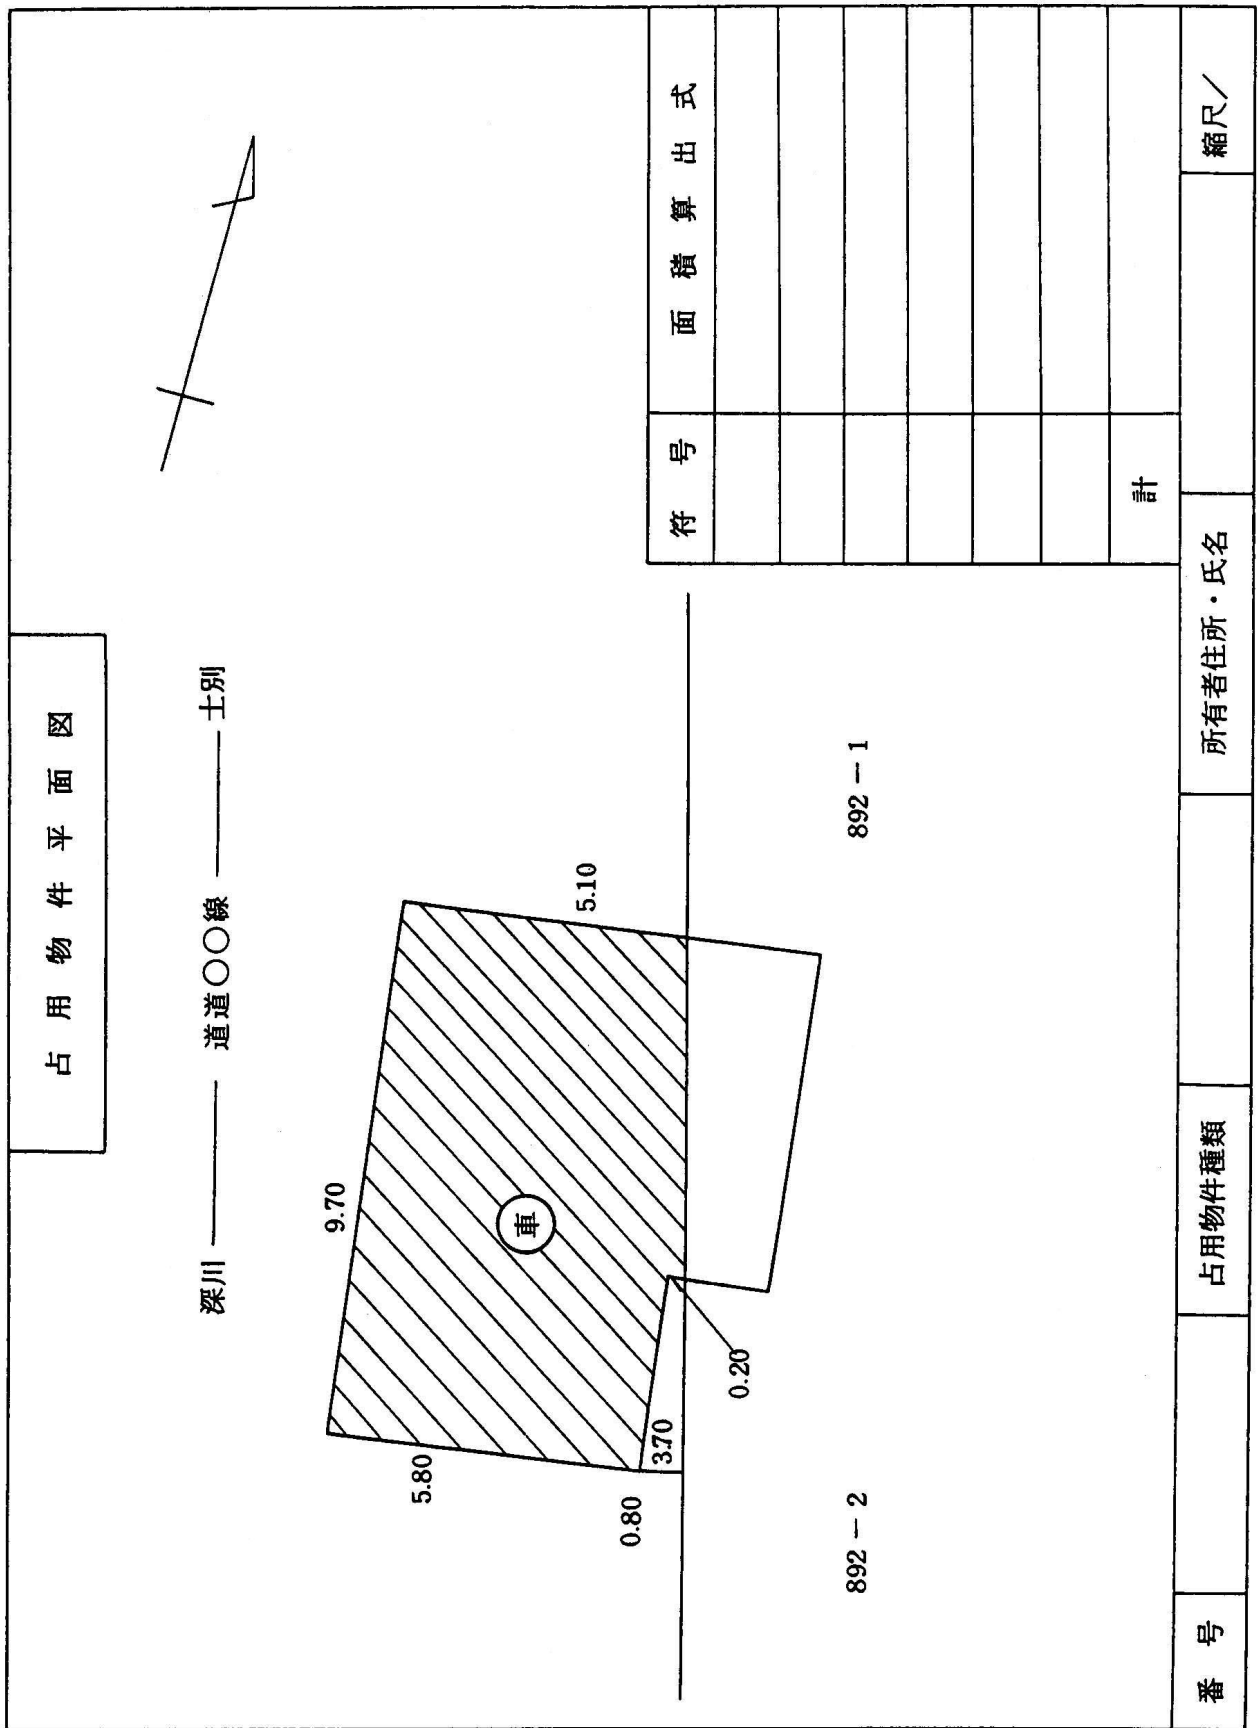 占用物件平面図
深川 ――― 道道○○線 ――― 士別
9.70
5.80
5.10
車
0.80
3.70
0.20
892－2
892－1
符号 面積算出式
計
番号 占用物件種類 所有者住所・氏名 縮尺／